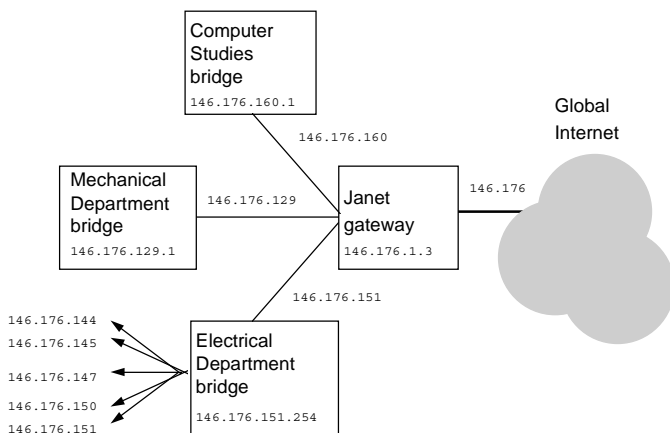 Computer
Studies
bridge
146.176.160.1
146.176.160
Global
Internet
Mechanical
Department
bridge
146.176.129.1
146.176.129
Janet
gateway
146.176.1.3
146.176
146.176.151
146.176.144
146.176.145
146.176.147
146.176.150
146.176.151
Electrical
Department
bridge
146.176.151.254